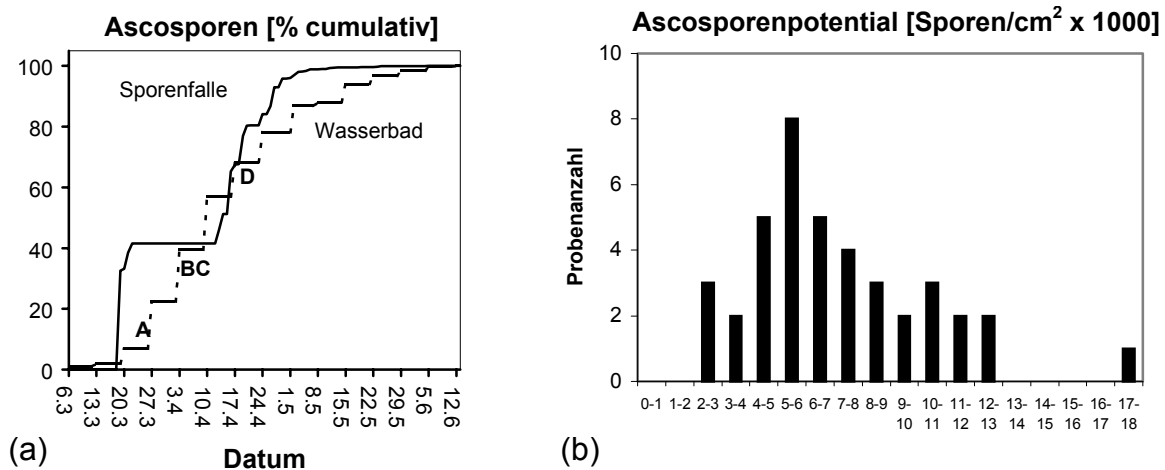 Ascosporen [% cumulativ]
100
80
60
40
20
0
Sporenfalle
Wasserbad
A
BC
D
6.3 13.3 20.3 27.3 3.4 10.4 17.4 24.4 1.5 8.5 15.5 22.5 29.5 5.6 12.6
Datum
(a)
Ascosporenpotential [Sporen/cm² x 1000]
Probenanzahl
10
8
6
4
2
0
0-1 1-2 2-3 3-4 4-5 5-6 6-7 7-8 8-9 9-10 10-11 11-12 12-13 13-14 14-15 15-16 16-17 17-18
(b)